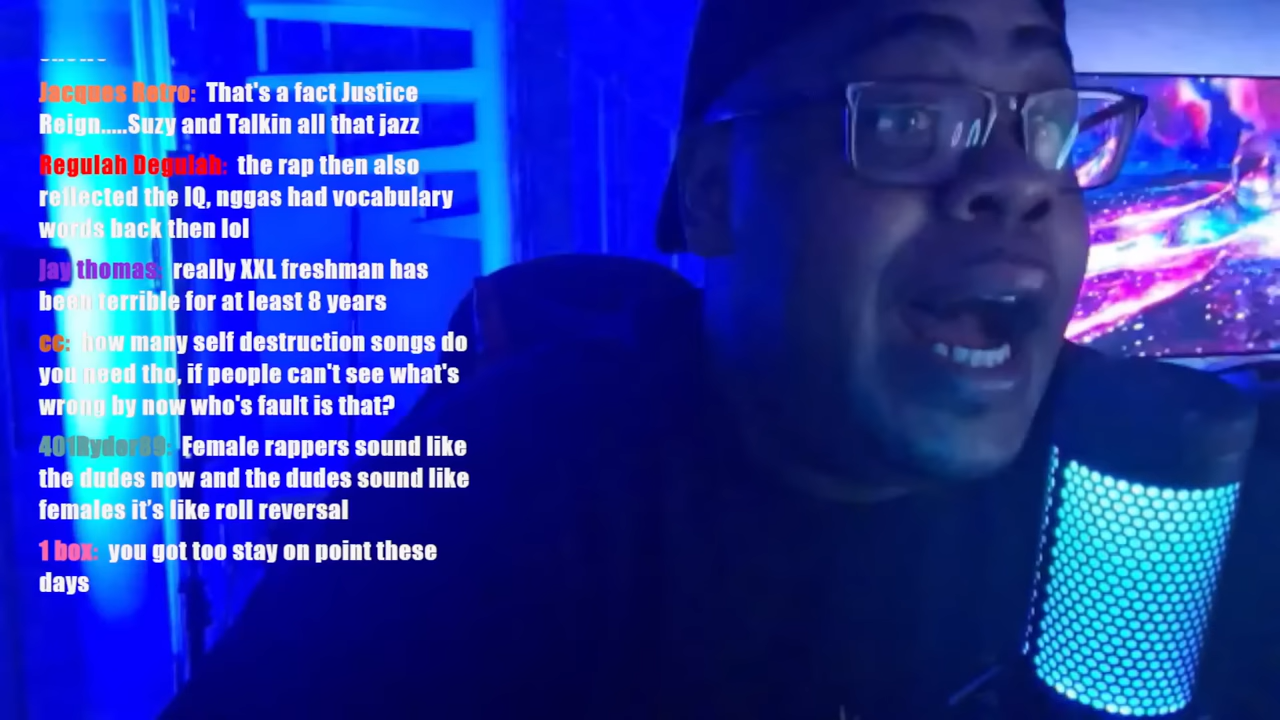 Jacques Retro: That's a fact Justice
Reign.....Suzy and Talkin all that jazz
Regulah Degulah: the rap then also
reflected the IQ, nggas had vocabulary
words back then lol
Jay thomas: really XXL freshman has
been terrible for at least 8 years
cc: how many self destruction songs do
you need tho, if people can't see what's
wrong by now who's fault is that?
401Ryder89: Female rappers sound like
the dudes now and the dudes sound like
females it’s like roll reversal
1 box: you got too stay on point these
days